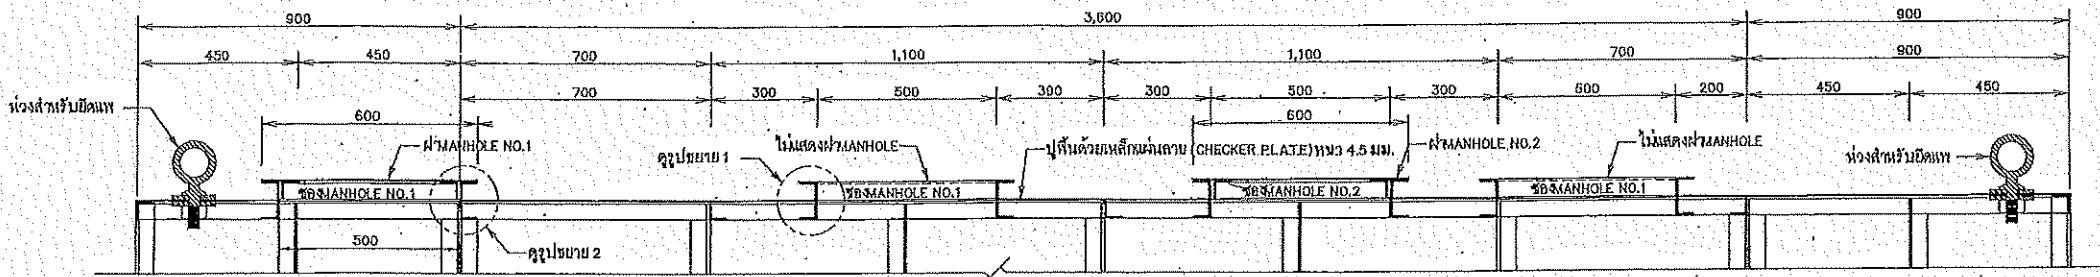 900 3,600 900
450 450 700 1,100 1,100 700 900
700 300 500 300 300 500 300 500 200 450 450
ห่วงสำหรับยึดแพ 600 600
ฝาMANHOLE NO.1 ดูรูปขยาย 1 ไม่แสดงฝาMANHOLE ปูพื้นด้วยเหล็กแผ่นลาย (CHECKER PLATE) หนา 4.5 มม. ฝาMANHOLE NO.2 ไม่แสดงฝาMANHOLE ห่วงสำหรับยึดแพ
ช่องMANHOLE NO.1 ช่องMANHOLE NO.1 ช่องMANHOLE NO.2 ช่องMANHOLE NO.1
500 ดูรูปขยาย 2